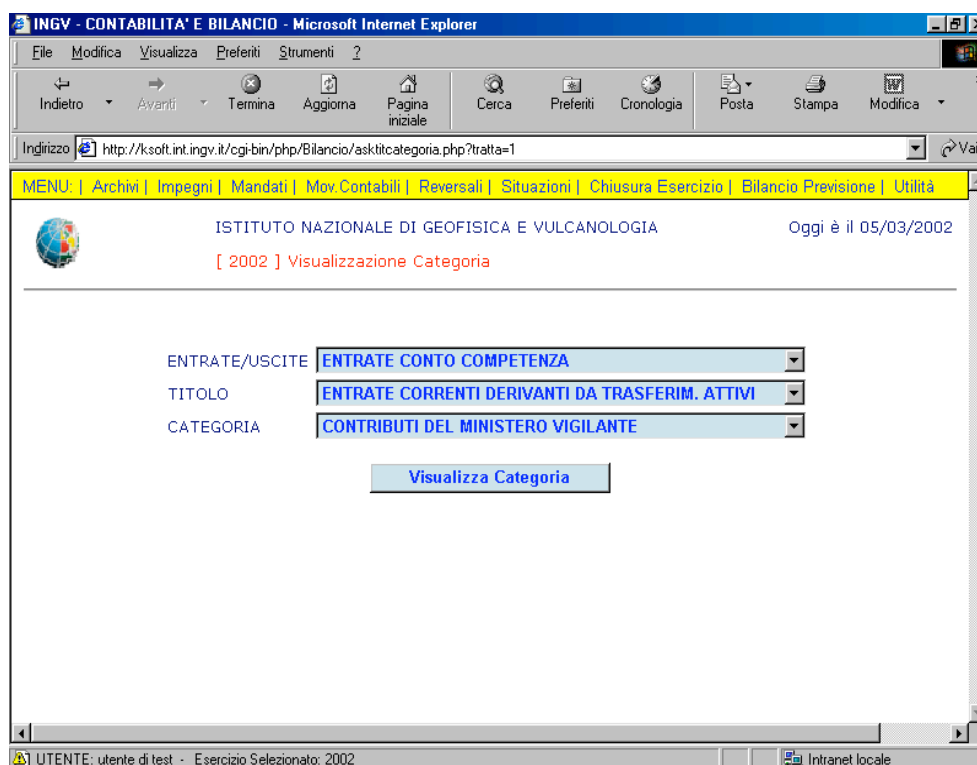 INGV - CONTABILITA' E BILANCIO - Microsoft Internet Explorer
File Modifica Visualizza Preferiti Strumenti ?
Indietro Avanti Termina Aggiorna Pagina iniziale Cerca Preferiti Cronologia Posta Stampa Modifica
Indirizzo http://ksoft.int.ingv.it/cgi-bin/php/Bilancio/asktitcategoria.php?tratta=1 Vai
MENU: | Archivi | Impegni | Mandati | Mov.Contabili | Reversali | Situazioni | Chiusura Esercizio | Bilancio Previsione | Utilità
ISTITUTO NAZIONALE DI GEOFISICA E VULCANOLOGIA Oggi è il 05/03/2002
[ 2002 ] Visualizzazione Categoria
ENTRATE/USCITE ENTRATE CONTO COMPETENZA
TITOLO ENTRATE CORRENTI DERIVANTI DA TRASFERIM. ATTIVI
CATEGORIA CONTRIBUTI DEL MINISTERO VIGILANTE
Visualizza Categoria
UTENTE: utente di test - Esercizio Selezionato: 2002 Intranet locale